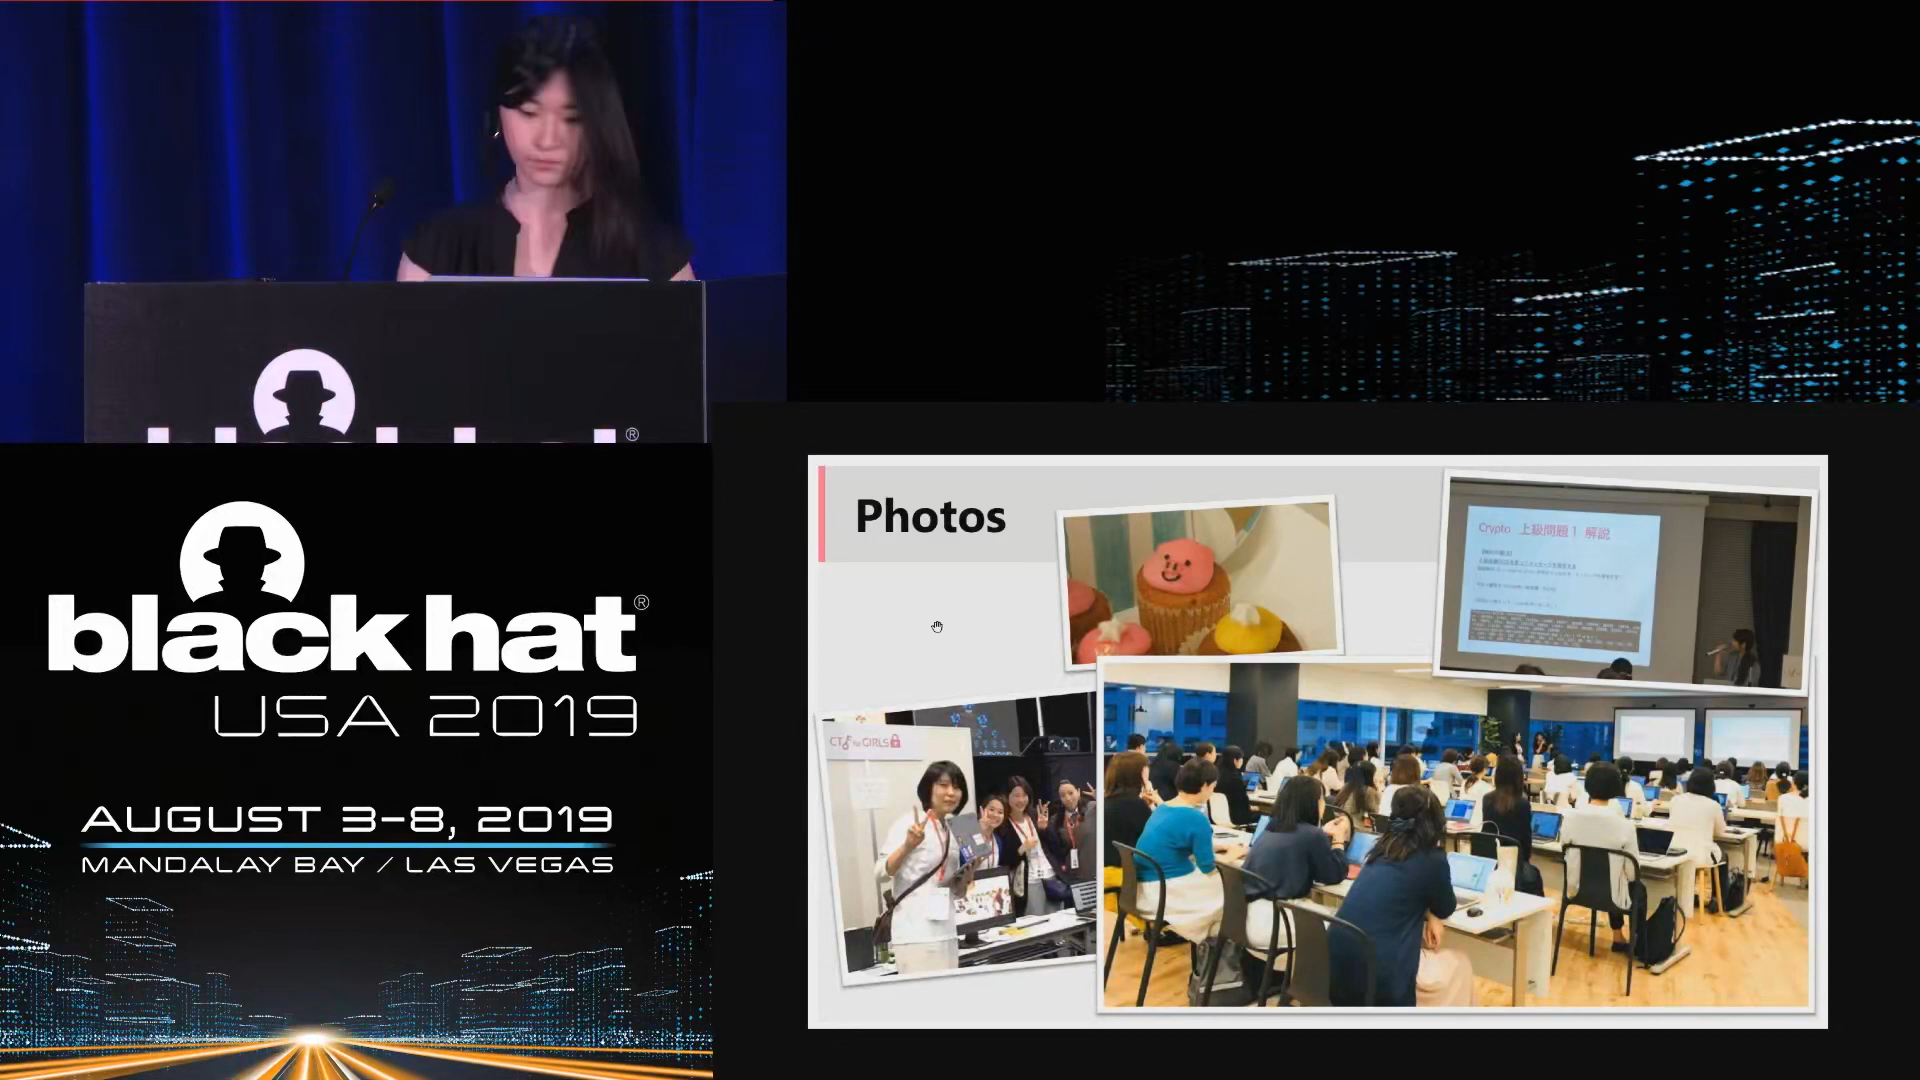 ®
black hat®
USA 2019
AUGUST 3–8, 2019
MANDALAY BAY / LAS VEGAS
Photos
Crypto 上級問題1 解説
CTF for GIRLS